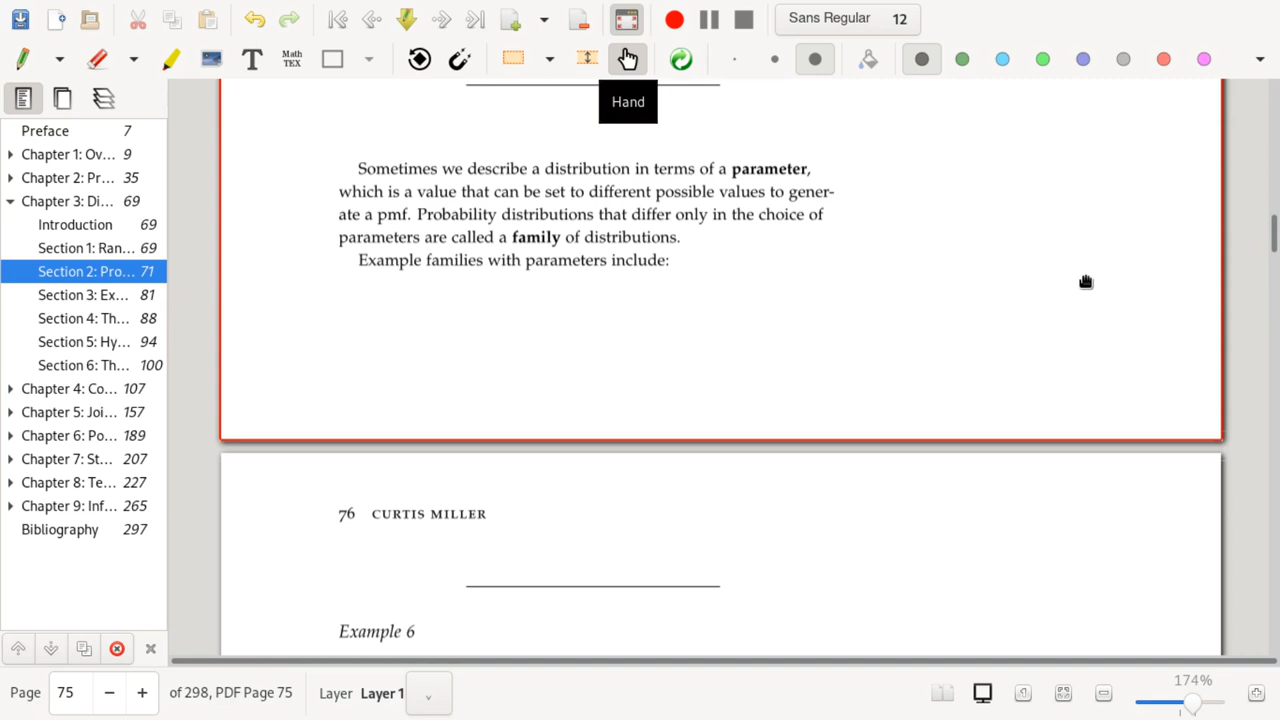 Sans Regular 12
Math
TEX
Hand
Preface 7
Chapter 1: Ov... 9
Chapter 2: Pr... 35
Chapter 3: Di... 69
Introduction 69
Section 1: Ran... 69
Section 2: Pro... 71
Section 3: Ex... 81
Section 4: Th... 88
Section 5: Hy... 94
Section 6: Th... 100
Chapter 4: Co... 107
Chapter 5: Joi... 157
Chapter 6: Po... 189
Chapter 7: St... 207
Chapter 8: Te... 227
Chapter 9: Inf... 265
Bibliography 297
Sometimes we describe a distribution in terms of a parameter,
which is a value that can be set to different possible values to gener-
ate a pmf. Probability distributions that differ only in the choice of
parameters are called a family of distributions.
Example families with parameters include:
76 CURTIS MILLER
Example 6
Page 75 of 298, PDF Page 75 Layer Layer 1 174%